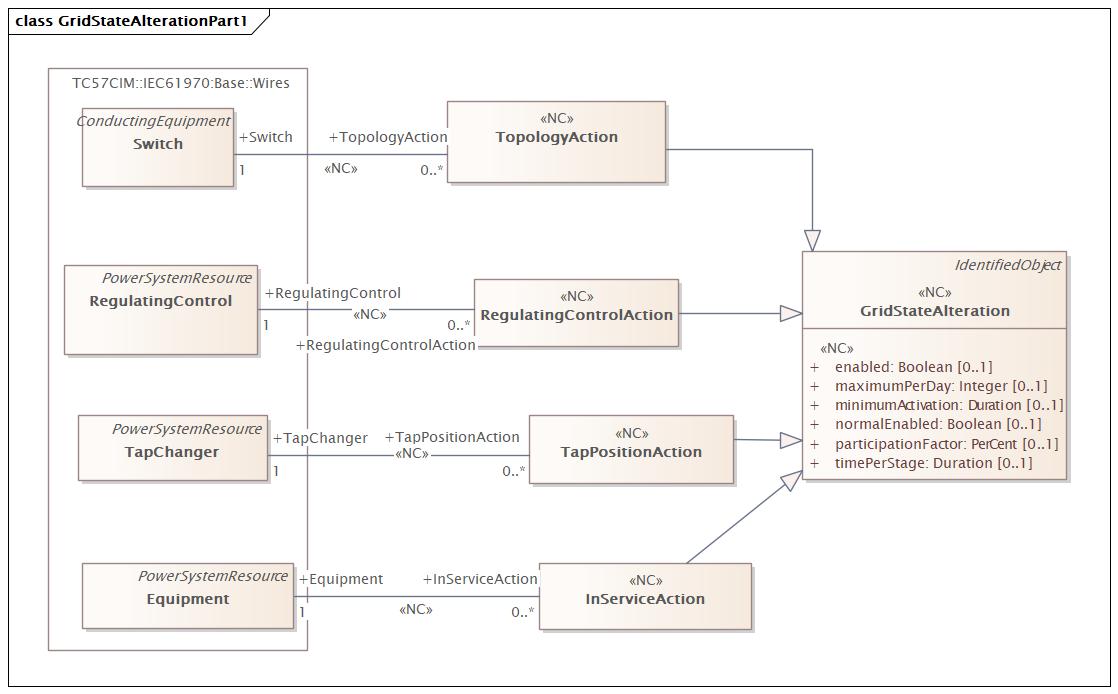 class GridStateAlterationPart1
TC57CIM::IEC61970:Base::Wires
ConductingEquipment
Switch
+Switch
+TopologyAction
1
«NC»
0..*
«NC»
TopologyAction
PowerSystemResource
RegulatingControl
+RegulatingControl
1
«NC»
0..*
+RegulatingControlAction
«NC»
RegulatingControlAction
PowerSystemResource
TapChanger
+TapChanger
+TapPositionAction
1
«NC»
0..*
«NC»
TapPositionAction
PowerSystemResource
Equipment
+Equipment
+InServiceAction
1
«NC»
0..*
«NC»
InServiceAction
IdentifiedObject
«NC»
GridStateAlteration
«NC»
+ enabled: Boolean [0..1]
+ maximumPerDay: Integer [0..1]
+ minimumActivation: Duration [0..1]
+ normalEnabled: Boolean [0..1]
+ participationFactor: PerCent [0..1]
+ timePerStage: Duration [0..1]